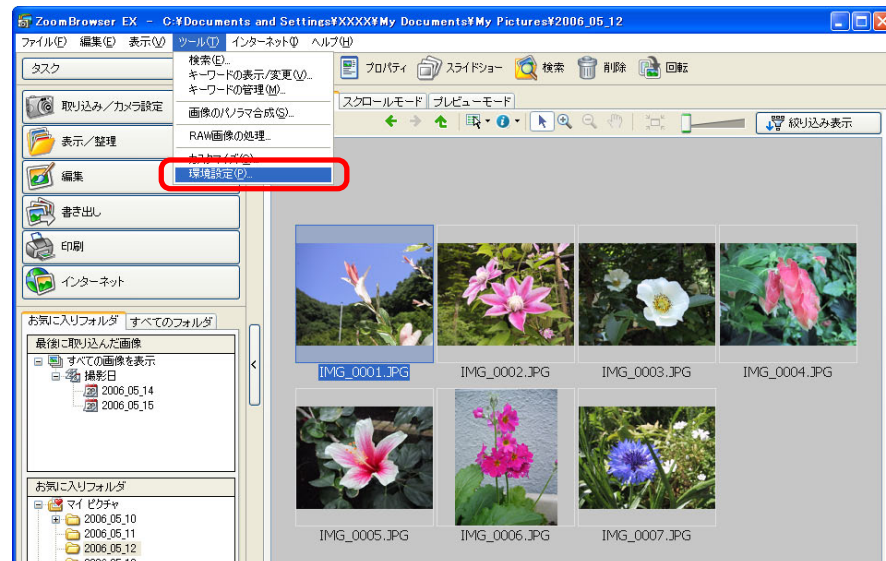 ZoomBrowser EX - C:¥Documents and Settings¥XXXX¥My Documents¥My Pictures¥2006_05_12
ファイル(F) 編集(E) 表示(V) ツール(T) インターネット(I) ヘルプ(H)
タスク
検索(E)...
キーワードの表示/変更(V)...
キーワードの管理(M)...
画像のパノラマ合成(S)...
RAW画像の処理...
カスタマイズ(C)...
環境設定(P)...
プロパティ スライドショー 検索 削除 回転
取り込み/カメラ設定
表示/整理
編集
書き出し
印刷
インターネット
スクロールモード プレビューモード
絞り込み表示
お気に入りフォルダ すべてのフォルダ
最後に取り込んだ画像
すべての画像を表示
撮影日
2006_05_14
2006_05_15
お気に入りフォルダ
マイ ピクチャ
2006_05_10
2006_05_11
2006_05_12
IMG_0001.JPG IMG_0002.JPG IMG_0003.JPG IMG_0004.JPG
IMG_0005.JPG IMG_0006.JPG IMG_0007.JPG